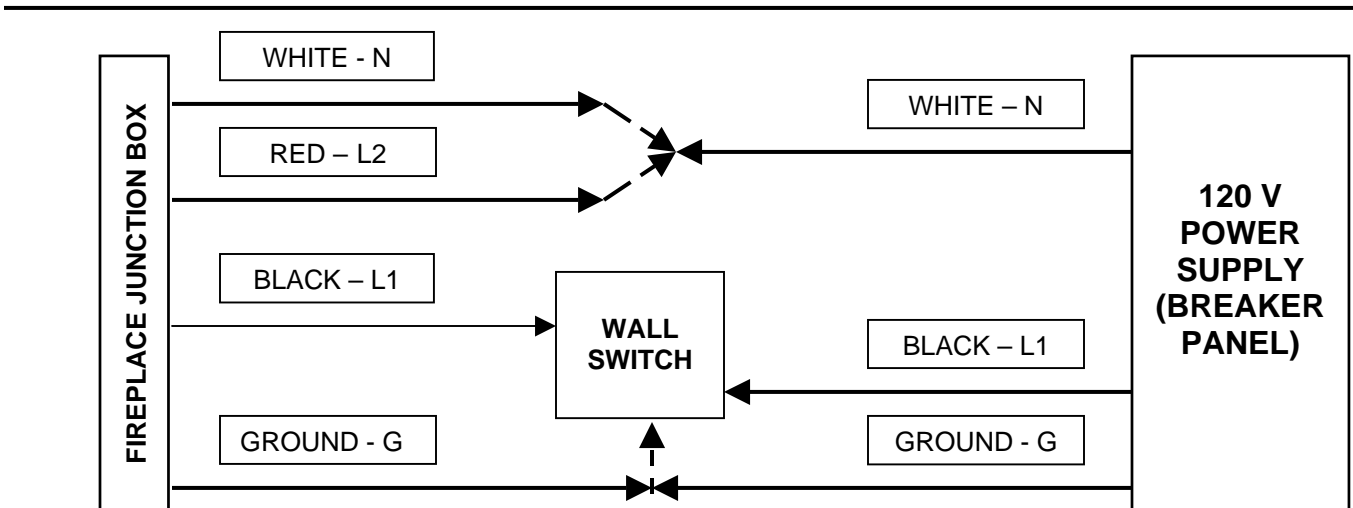 FIREPLACE JUNCTION BOX
WHITE - N
RED – L2
BLACK – L1
GROUND - G
WALL
SWITCH
WHITE – N
BLACK – L1
GROUND - G
120 V
POWER
SUPPLY
(BREAKER
PANEL)